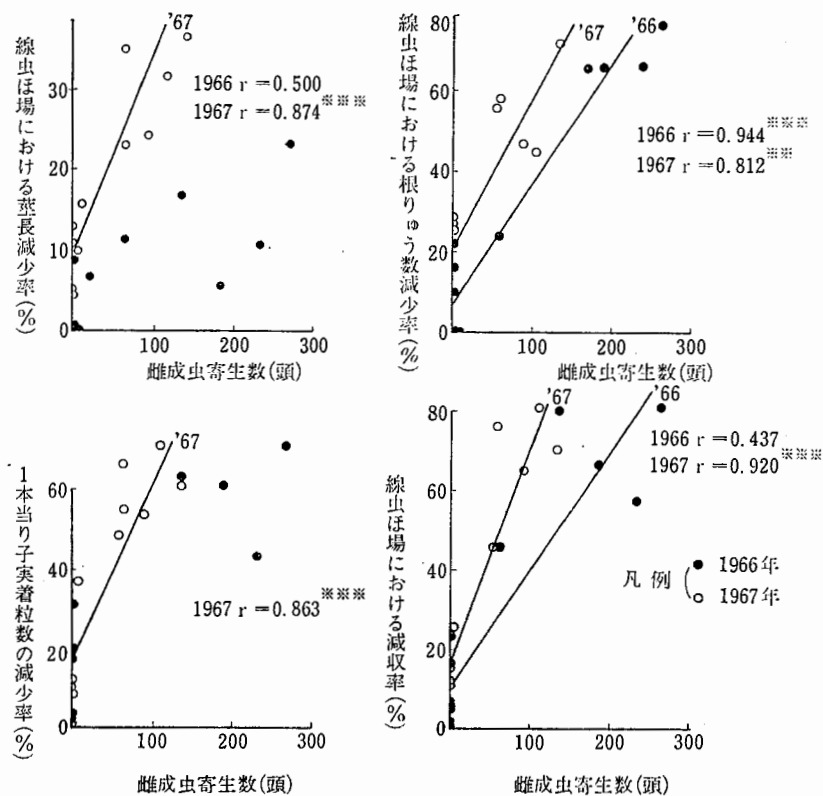 線虫ほ場における茎長減少率(%)
30
20
10
0
'67
1966 r=0.500
1967 r=0.874※※※
100
200
300
雌成虫寄生数(頭)
線虫ほ場における根りゅう数減少率(%)
80
60
40
20
0
'67
'66
1966 r=0.944※※※
1967 r=0.812※※
100
200
300
雌成虫寄生数(頭)
1本当り子実着粒数の減少率(%)
60
40
20
0
'67
1967 r=0.863※※※
100
200
300
雌成虫寄生数(頭)
線虫ほ場における減収率(%)
80
60
40
20
0
'67
'66
1966 r=0.437
1967 r=0.920※※※
凡例
● 1966年
○ 1967年
100
200
300
雌成虫寄生数(頭)